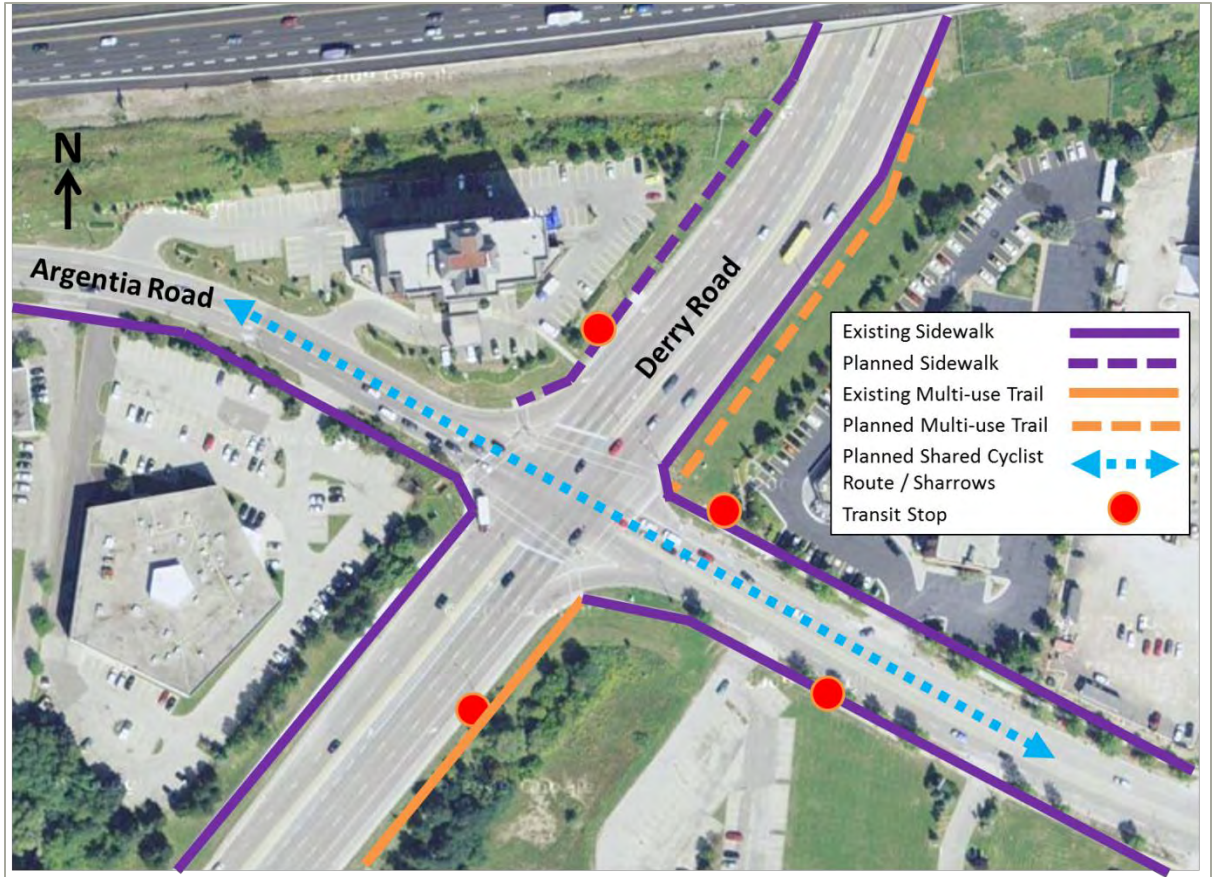 N
Argentia Road
Derry Road
Existing Sidewalk
Planned Sidewalk
Existing Multi-use Trail
Planned Multi-use Trail
Planned Shared Cyclist
Route / Sharrows
Transit Stop